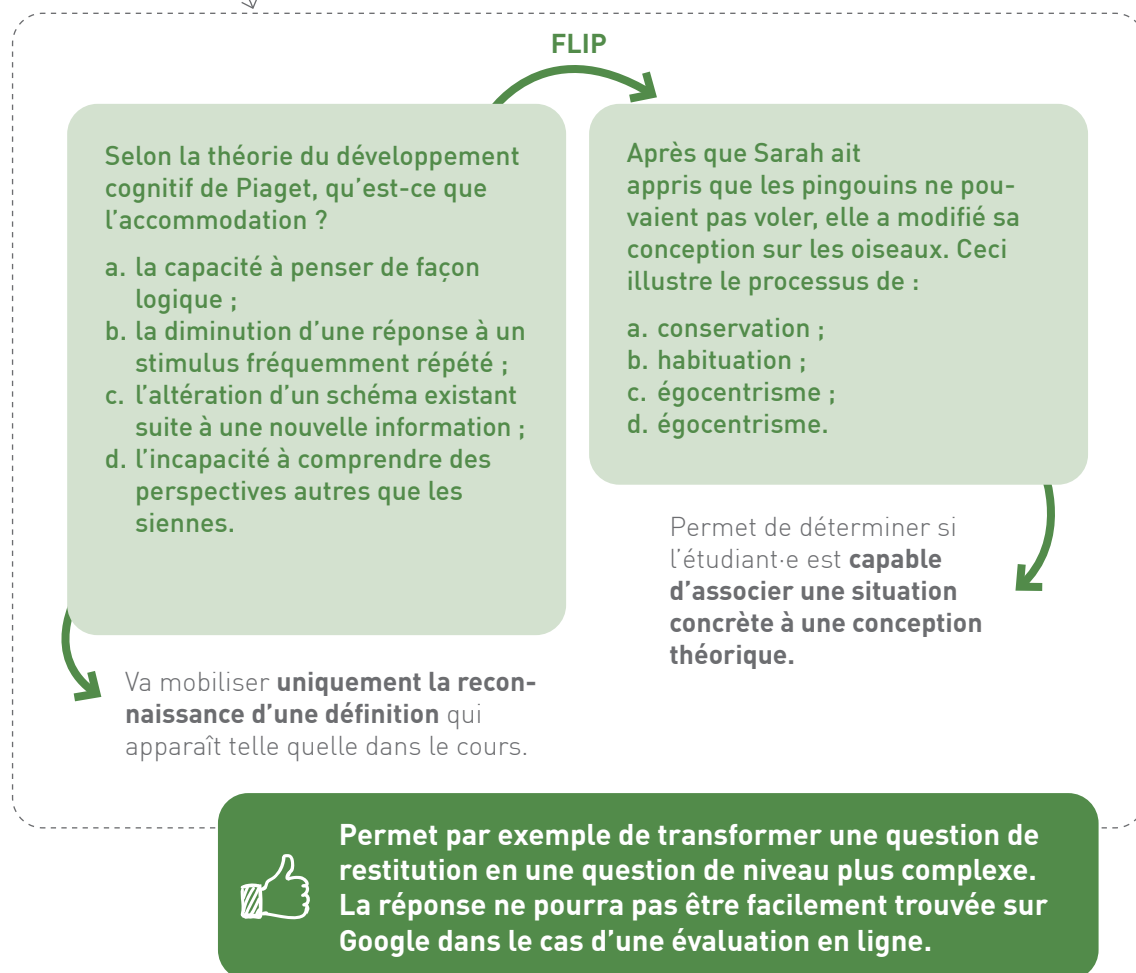 FLIP
Selon la théorie du développement
cognitif de Piaget, qu'est-ce que
l'accommodation ?
a. la capacité à penser de façon
logique ;
b. la diminution d'une réponse à un
stimulus fréquemment répété ;
c. l'altération d'un schéma existant
suite à une nouvelle information ;
d. l'incapacité à comprendre des
perspectives autres que les
siennes.
Après que Sarah ait
appris que les pingouins ne pou-
vaient pas voler, elle a modifié sa
conception sur les oiseaux. Ceci
illustre le processus de :
a. conservation ;
b. habituation ;
c. égocentrisme ;
d. égocentrisme.
Va mobiliser uniquement la recon-
naissance d'une définition qui
apparaît telle quelle dans le cours.
Permet de déterminer si
l'étudiant·e est capable
d'associer une situation
concrète à une conception
théorique.
Permet par exemple de transformer une question de
restitution en une question de niveau plus complexe.
La réponse ne pourra pas être facilement trouvée sur
Google dans le cas d'une évaluation en ligne.